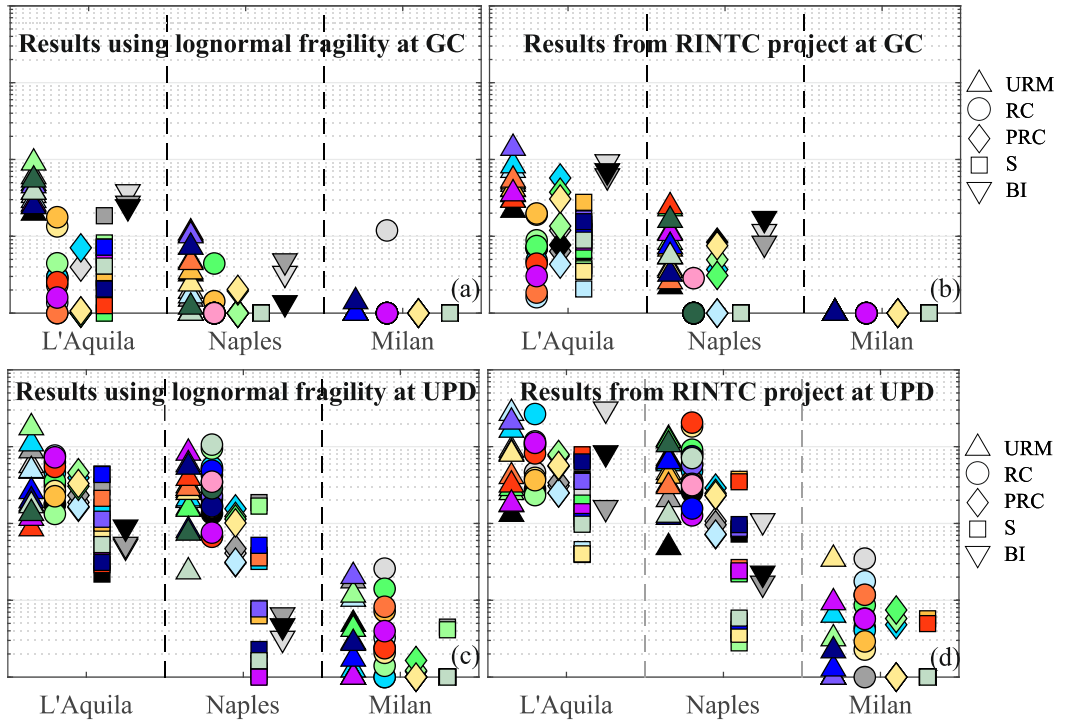 Results using lognormal fragility at GC
Results from RINTC project at GC
URM
RC
PRC
S
BI
(a)
(b)
L'Aquila
Naples
Milan
L'Aquila
Naples
Milan
Results using lognormal fragility at UPD
Results from RINTC project at UPD
URM
RC
PRC
S
BI
(c)
(d)
L'Aquila
Naples
Milan
L'Aquila
Naples
Milan